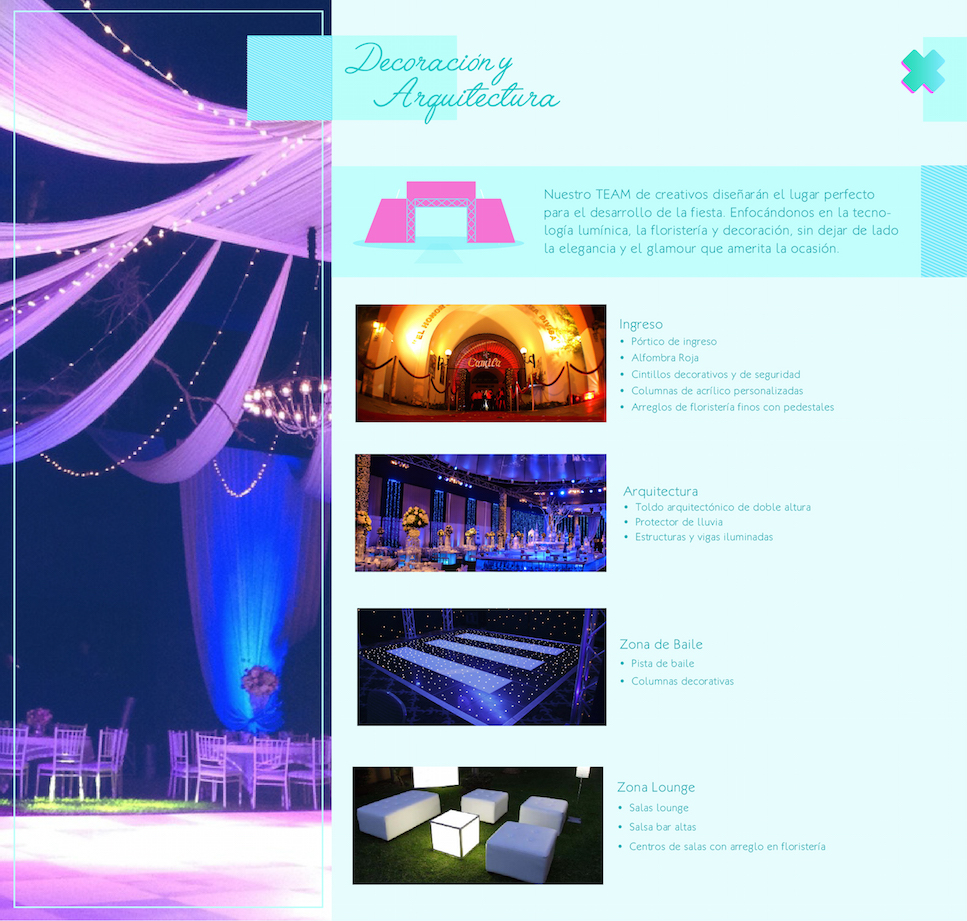 Decoración y
Arquitectura
Nuestro TEAM de creativos diseñarán el lugar perfecto
para el desarrollo de la fiesta. Enfocándonos en la tecno-
logía lumínica, la floristería y decoración, sin dejar de lado
la elegancia y el glamour que amerita la ocasión.
EL HONOR
Camila
Ingreso
• Pórtico de ingreso
• Alfombra Roja
• Cintillos decorativos y de seguridad
• Columnas de acrílico personalizadas
• Arreglos de floristería finos con pedestales
Arquitectura
• Toldo arquitectónico de doble altura
• Protector de lluvia
• Estructuras y vigas iluminadas
Zona de Baile
• Pista de baile
• Columnas decorativas
Zona Lounge
• Salas lounge
• Salsa bar altas
• Centros de salas con arreglo en floristería